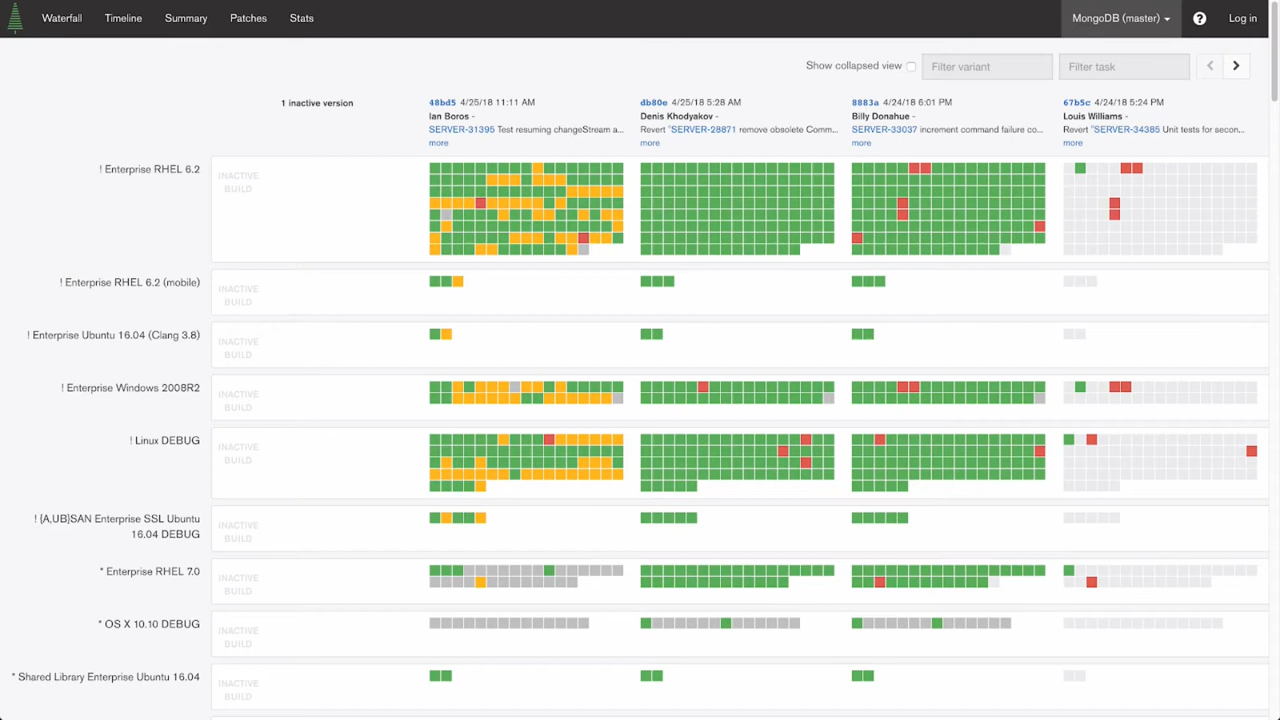 Waterfall Timeline Summary Patches Stats MongoDB (master) ? Log in
Show collapsed view Filter variant Filter task
1 inactive version
48bd5 4/25/18 11:11 AM
Ian Boros -
SERVER-31395 Test resuming changeStream a...
more
db80e 4/25/18 5:28 AM
Denis Khodyakov -
Revert "SERVER-28871 remove obsolete Comm...
more
8883a 4/24/18 6:01 PM
Billy Donahue -
SERVER-33037 increment command failure co...
more
67b5c 4/24/18 5:24 PM
Louis Williams -
Revert "SERVER-34385 Unit tests for secon...
more
! Enterprise RHEL 6.2
INACTIVE
BUILD
! Enterprise RHEL 6.2 (mobile)
INACTIVE
BUILD
! Enterprise Ubuntu 16.04 (Clang 3.8)
INACTIVE
BUILD
! Enterprise Windows 2008R2
INACTIVE
BUILD
! Linux DEBUG
INACTIVE
BUILD
! {A,UB}SAN Enterprise SSL Ubuntu
16.04 DEBUG
INACTIVE
BUILD
* Enterprise RHEL 7.0
INACTIVE
BUILD
* OS X 10.10 DEBUG
INACTIVE
BUILD
* Shared Library Enterprise Ubuntu 16.04
INACTIVE
BUILD